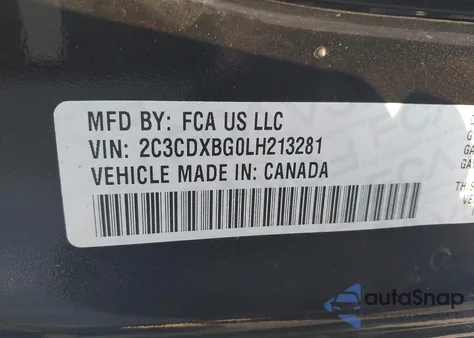 MFD BY: FCA US LLC
VIN: 2C3CDXBG0LH213281
VEHICLE MADE IN: CANADA
autoSnap